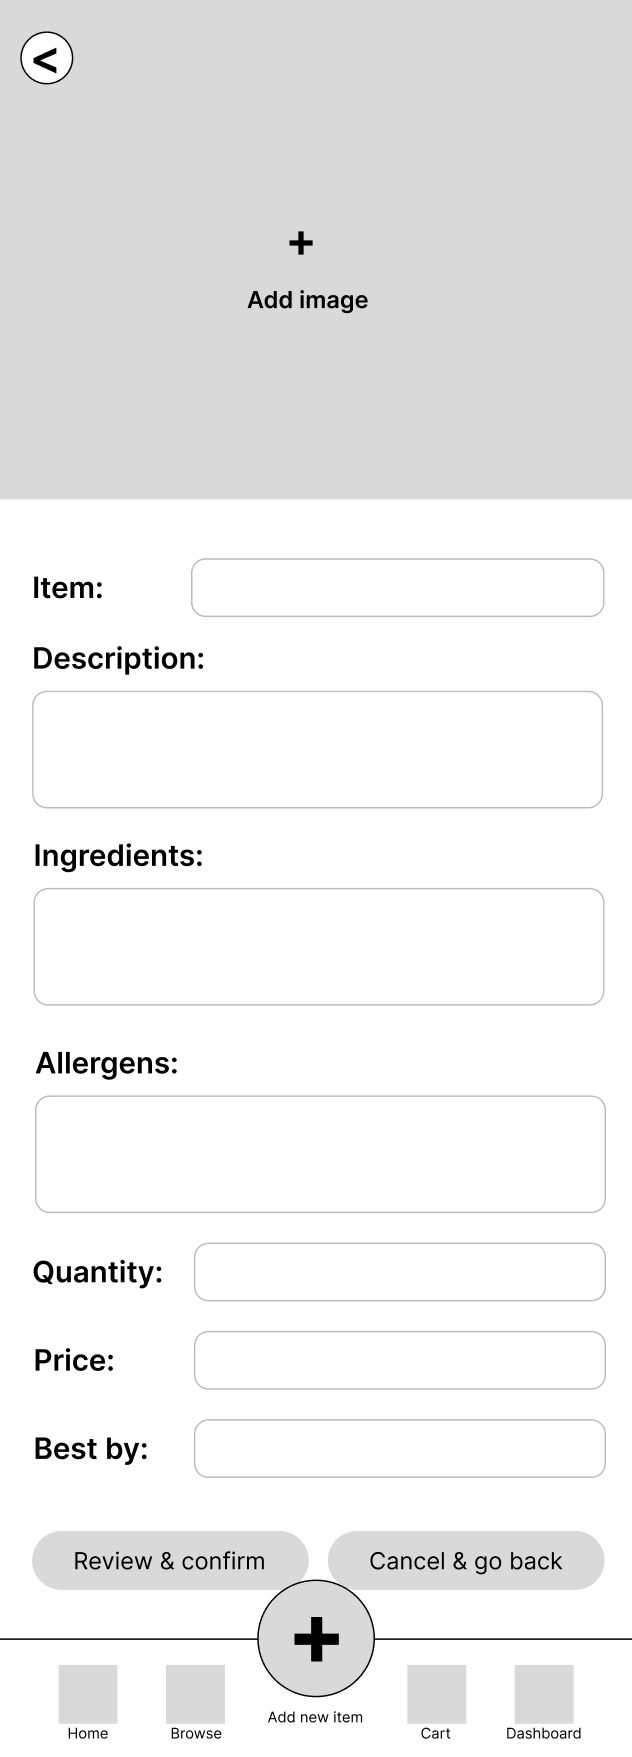 <
+
Add image
Item:
Description:
Ingredients:
Allergens:
Quantity:
Price:
Best by:
Review & confirm
Cancel & go back
+
Add new item
Home
Browse
Cart
Dashboard